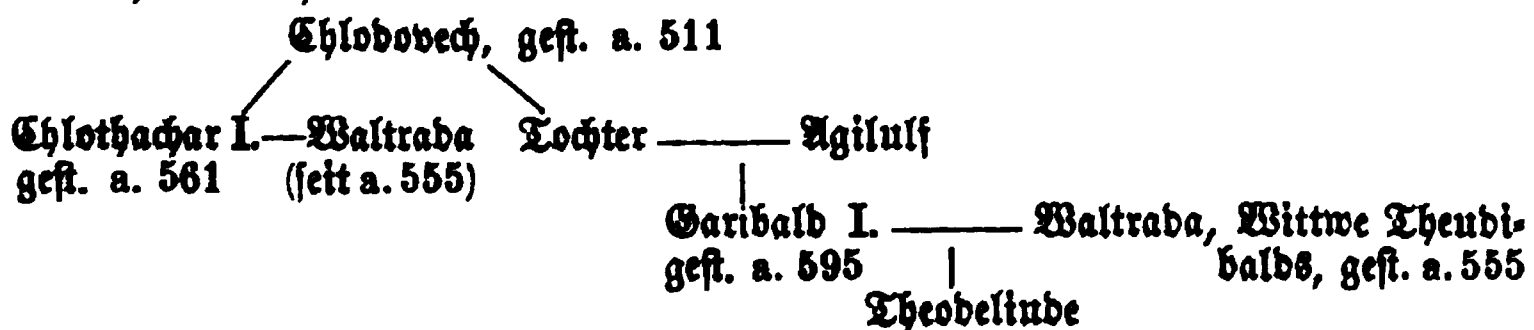 Chlodovech, gest. a. 511
Chlothachar I.—Waltrada Tochter —— Agilulf
gest. a. 561 (seit a. 555)
Garibald I. —— Waltrada, Wittwe Theudi-
gest. a. 595 balds, gest. a. 555
Theodelinde